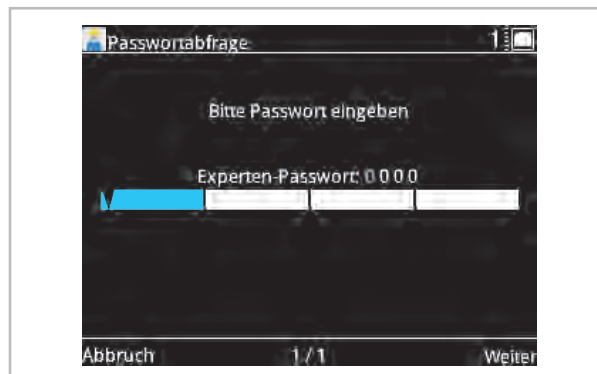 Passwortabfrage 1
Bitte Passwort eingeben
Experten-Passwort: 0 0 0 0
Abbruch 1/1 Weiter